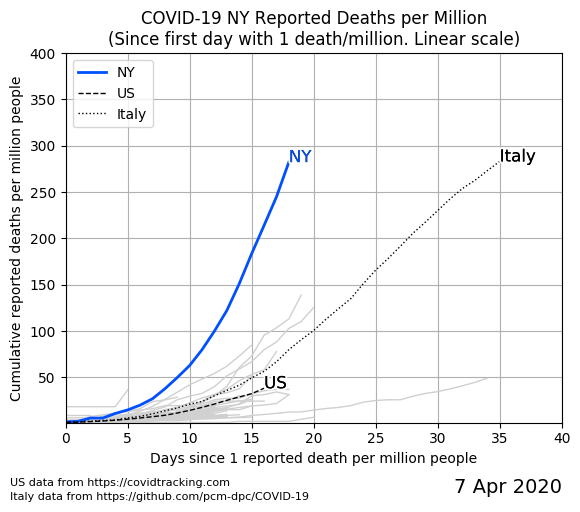 COVID-19 NY Reported Deaths per Million
(Since first day with 1 death/million. Linear scale)
Cumulative reported deaths per million people
400
350
300
250
200
150
100
50
NY
US
Italy
NY
Italy
US
0
5
10
15
20
25
30
35
40
Days since 1 reported death per million people
US data from https://covidtracking.com
Italy data from https://github.com/pcm-dpc/COVID-19
7 Apr 2020